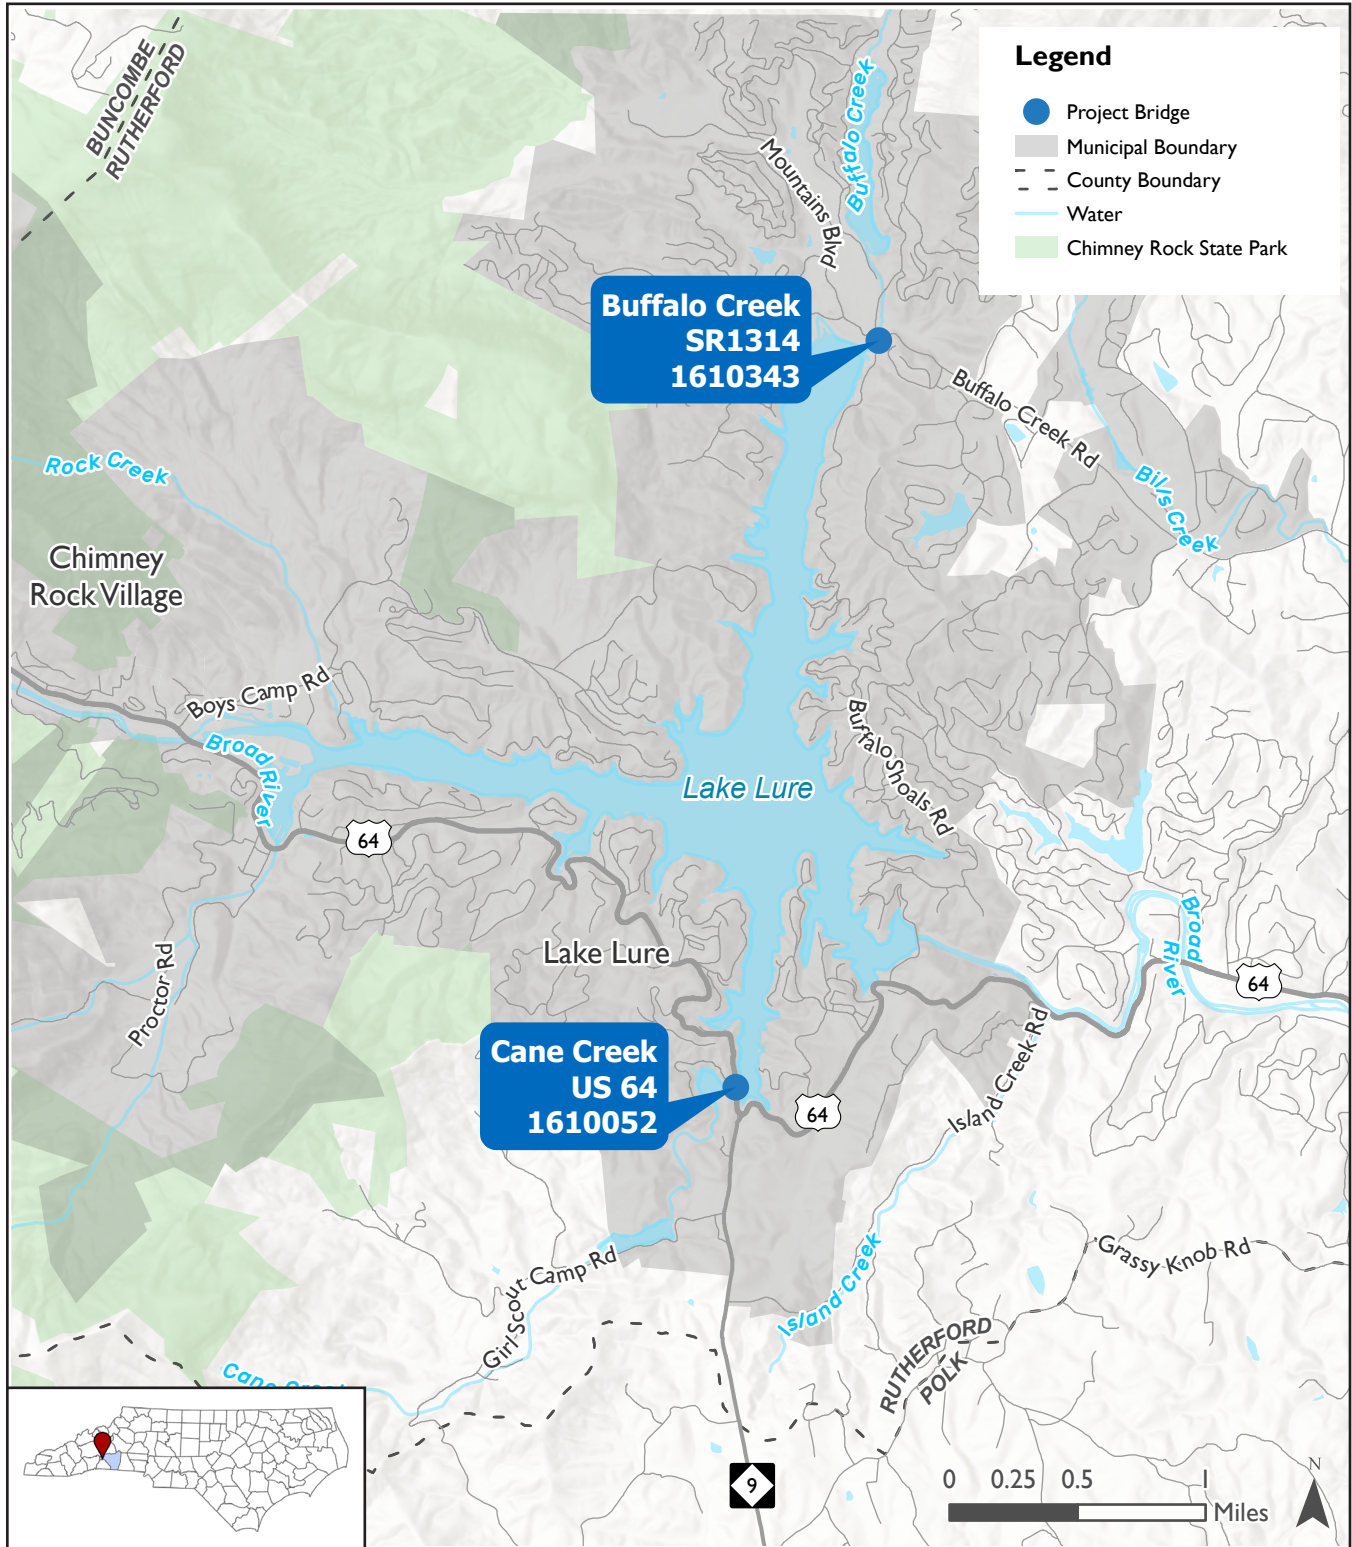 BUNCOMBE
RUTHERFORD
Buffalo Creek
Mountains Blvd
Legend
Project Bridge
Municipal Boundary
County Boundary
Water
Chimney Rock State Park
Buffalo Creek
SR1314
1610343
Buffalo Creek Rd
Bills Creek
Rock Creek
Chimney
Rock Village
Boys Camp Rd
Broad River
64
Lake Lure
Buffalo Shoals Rd
Lake Lure
Proctor Rd
Broad
River
64
Cane Creek
US 64
1610052
64
Island Creek Rd
Island Creek
Girl Scout Camp Rd
Grassy Knob Rd
RUTHERFORD
POLK
Cane Creek
9
0 0.25 0.5 1
Miles
N